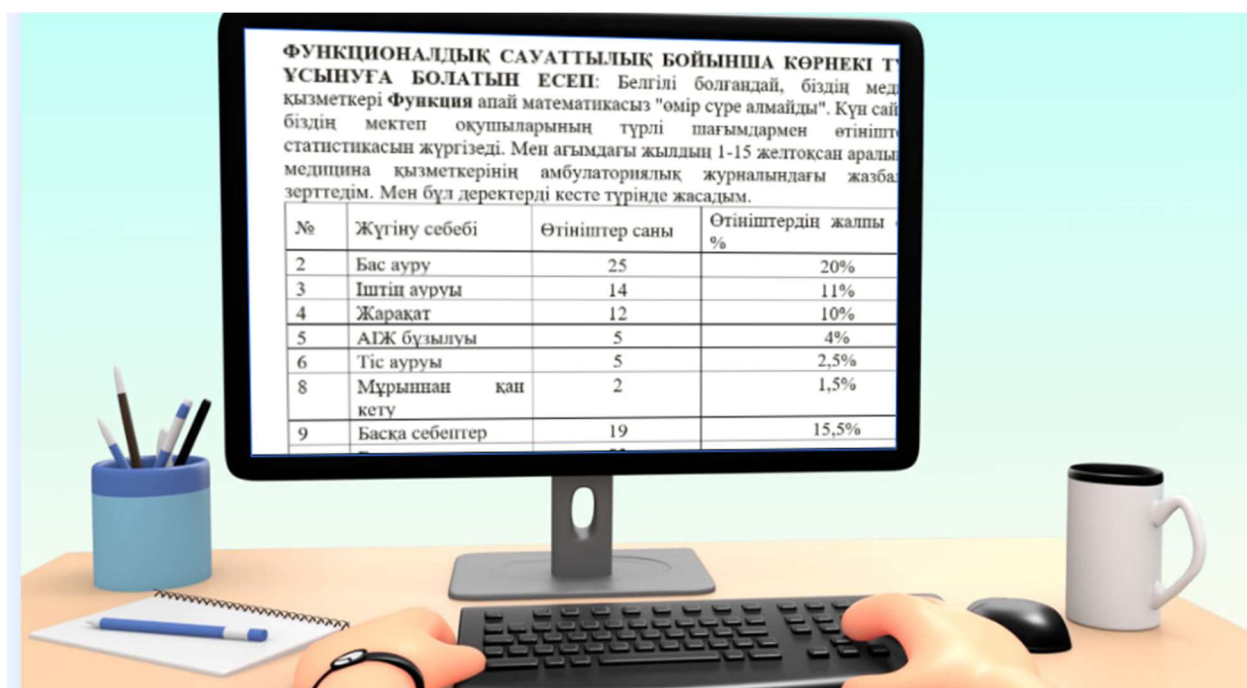 ФУНКЦИОНАЛДЫҚ САУАТТЫЛЫҚ БОЙЫНША КӨРНЕКІ
ҰСЫНУҒА БОЛАТЫН ЕСЕП: Белгілі болғандай, біздің
қызметкері Функция апай математикасыз "өмір сүре алмайды". Күн
біздің мектеп оқушыларының түрлі шағымдармен
статистикасын жүргізеді. Мен ағымдағы жылдың 1-15 желтоқсан
медицина қызметкерінің амбулаториялық журналындағы
зерттедім. Мен бұл деректерді кесте түрінде жасадым.
№ Жүгіну себебі Өтініштер саны Өтініштердің жалпы
%
2 Бас ауру 25 20%
3 Іштің ауруы 14 11%
4 Жарақат 12 10%
5 АІЖ бұзылуы 5 4%
6 Тіс ауруы 5 2,5%
8 Мұрыннан қан 2 1,5%
кету
9 Басқа себептер 19 15,5%